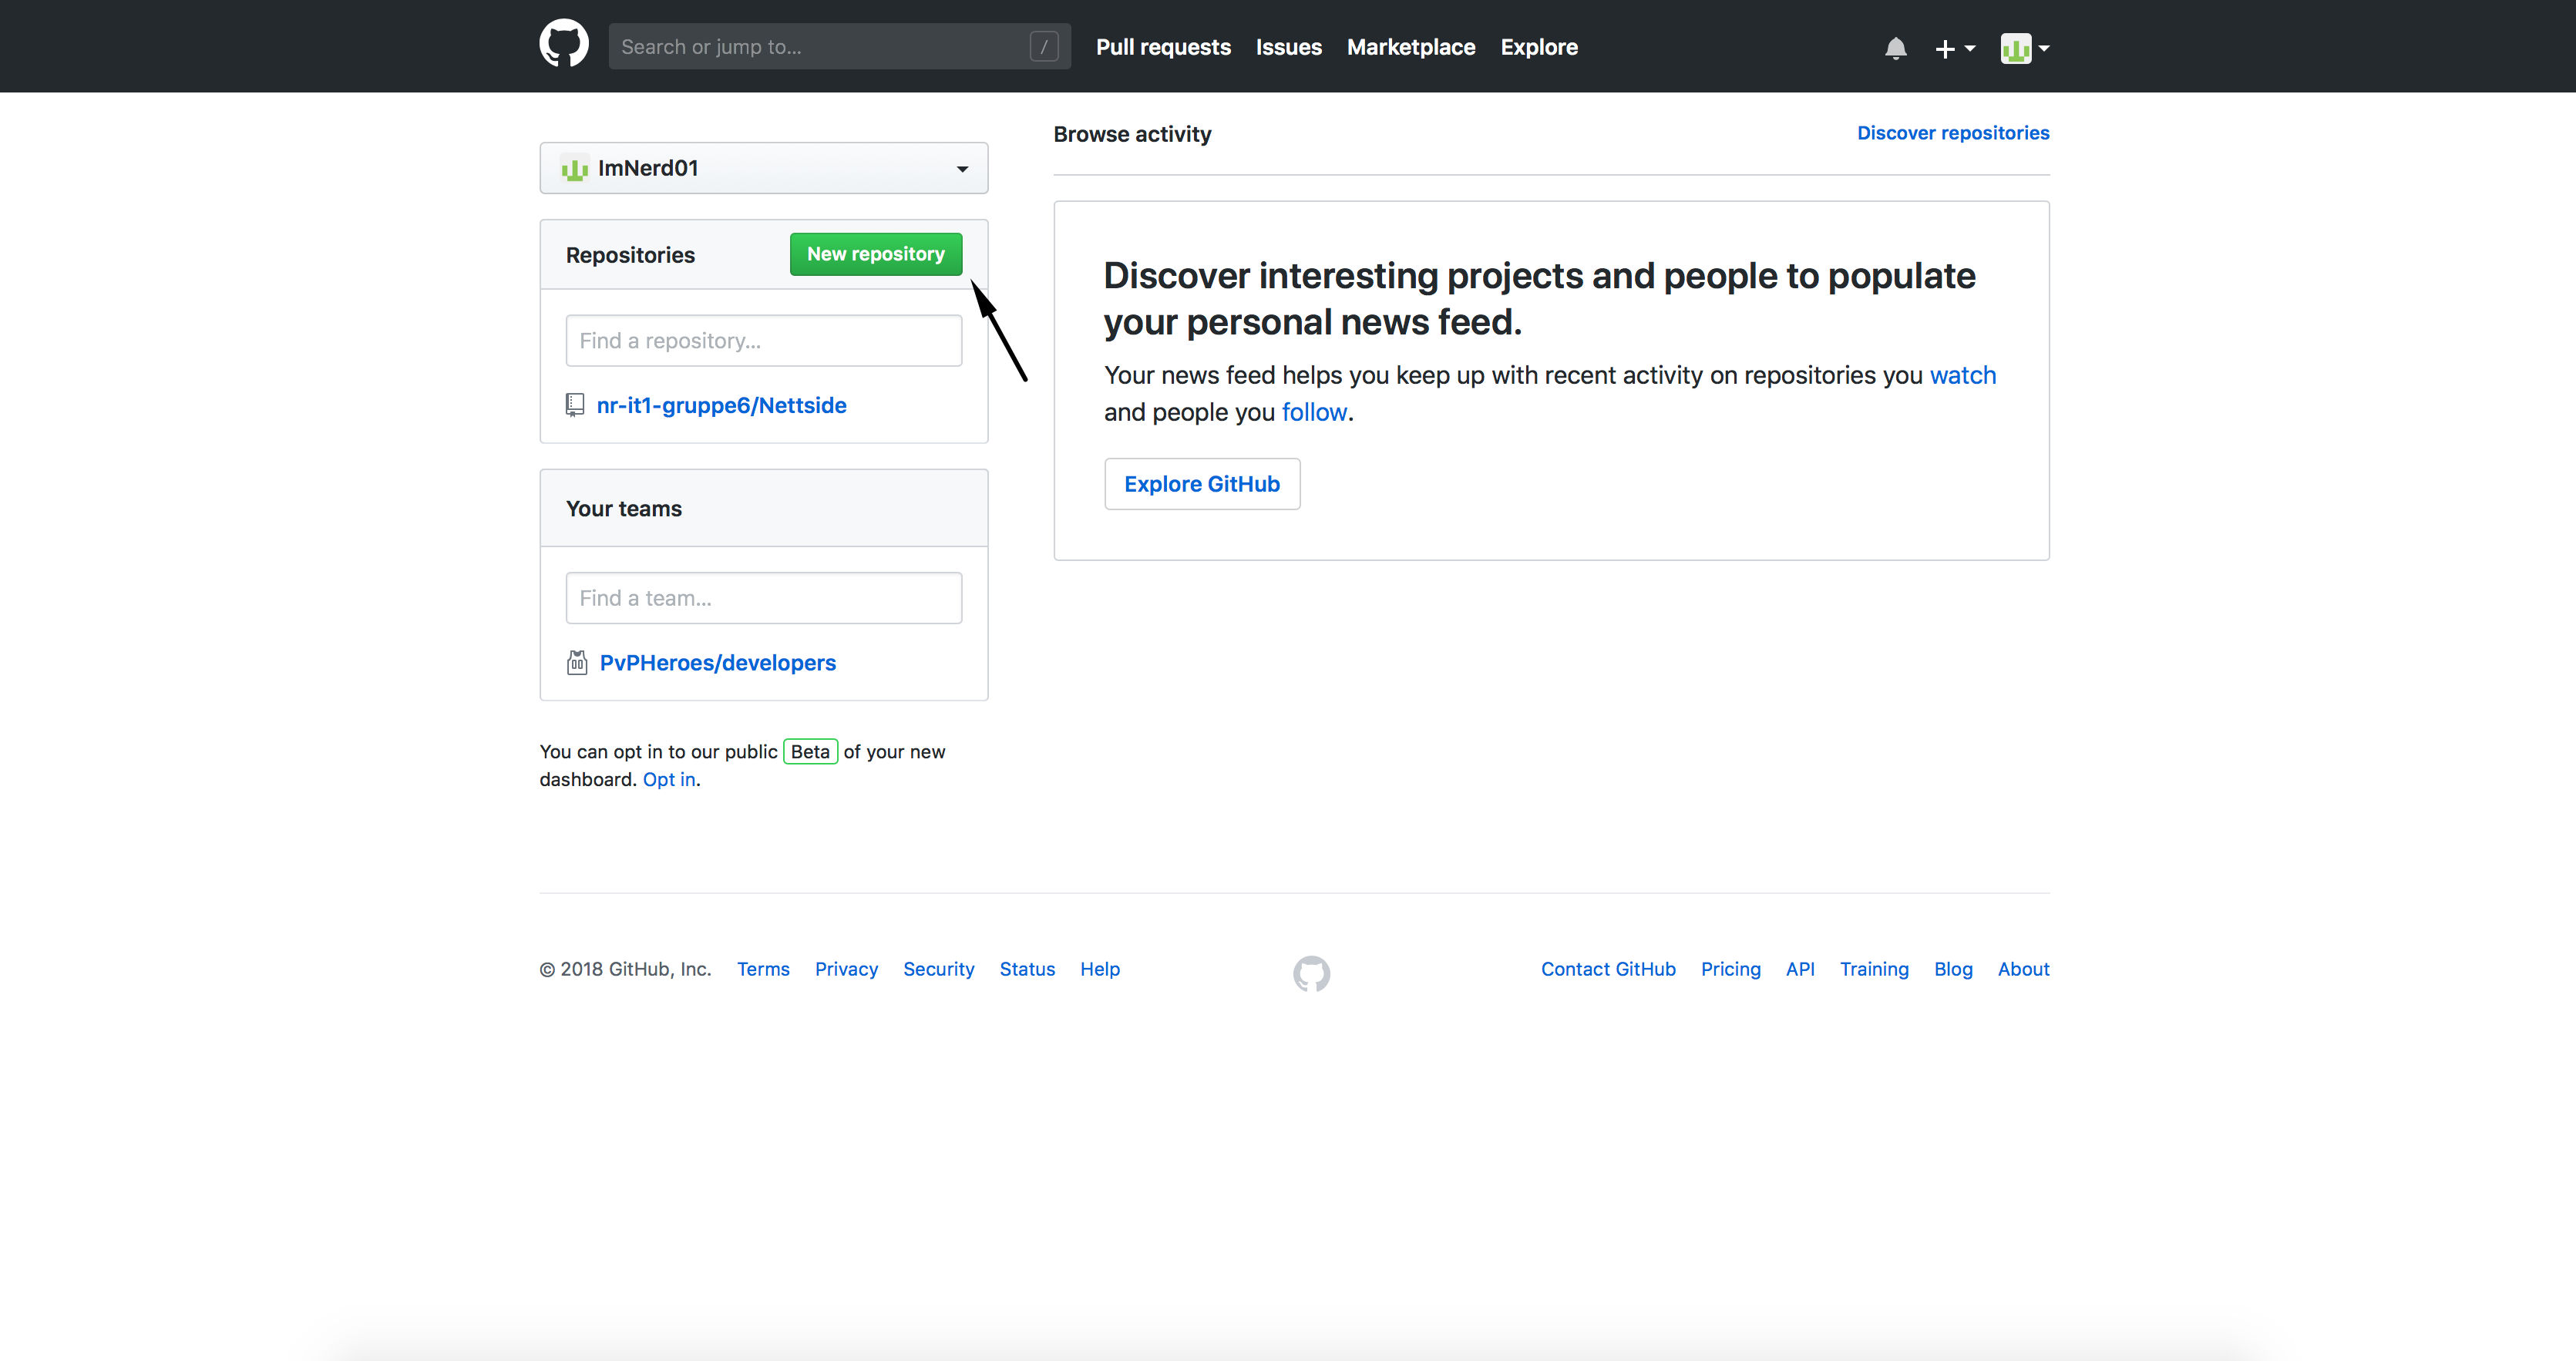 Search or jump to...
/
Pull requests
Issues
Marketplace
Explore
ImNerd01
Repositories
New repository
Find a repository...
nr-it1-gruppe6/Nettside
Your teams
Find a team...
PvPHeroes/developers
You can opt in to our public Beta of your new
dashboard. Opt in.
Browse activity
Discover repositories
Discover interesting projects and people to populate
your personal news feed.
Your news feed helps you keep up with recent activity on repositories you watch
and people you follow.
Explore GitHub
© 2018 GitHub, Inc.
Terms
Privacy
Security
Status
Help
Contact GitHub
Pricing
API
Training
Blog
About